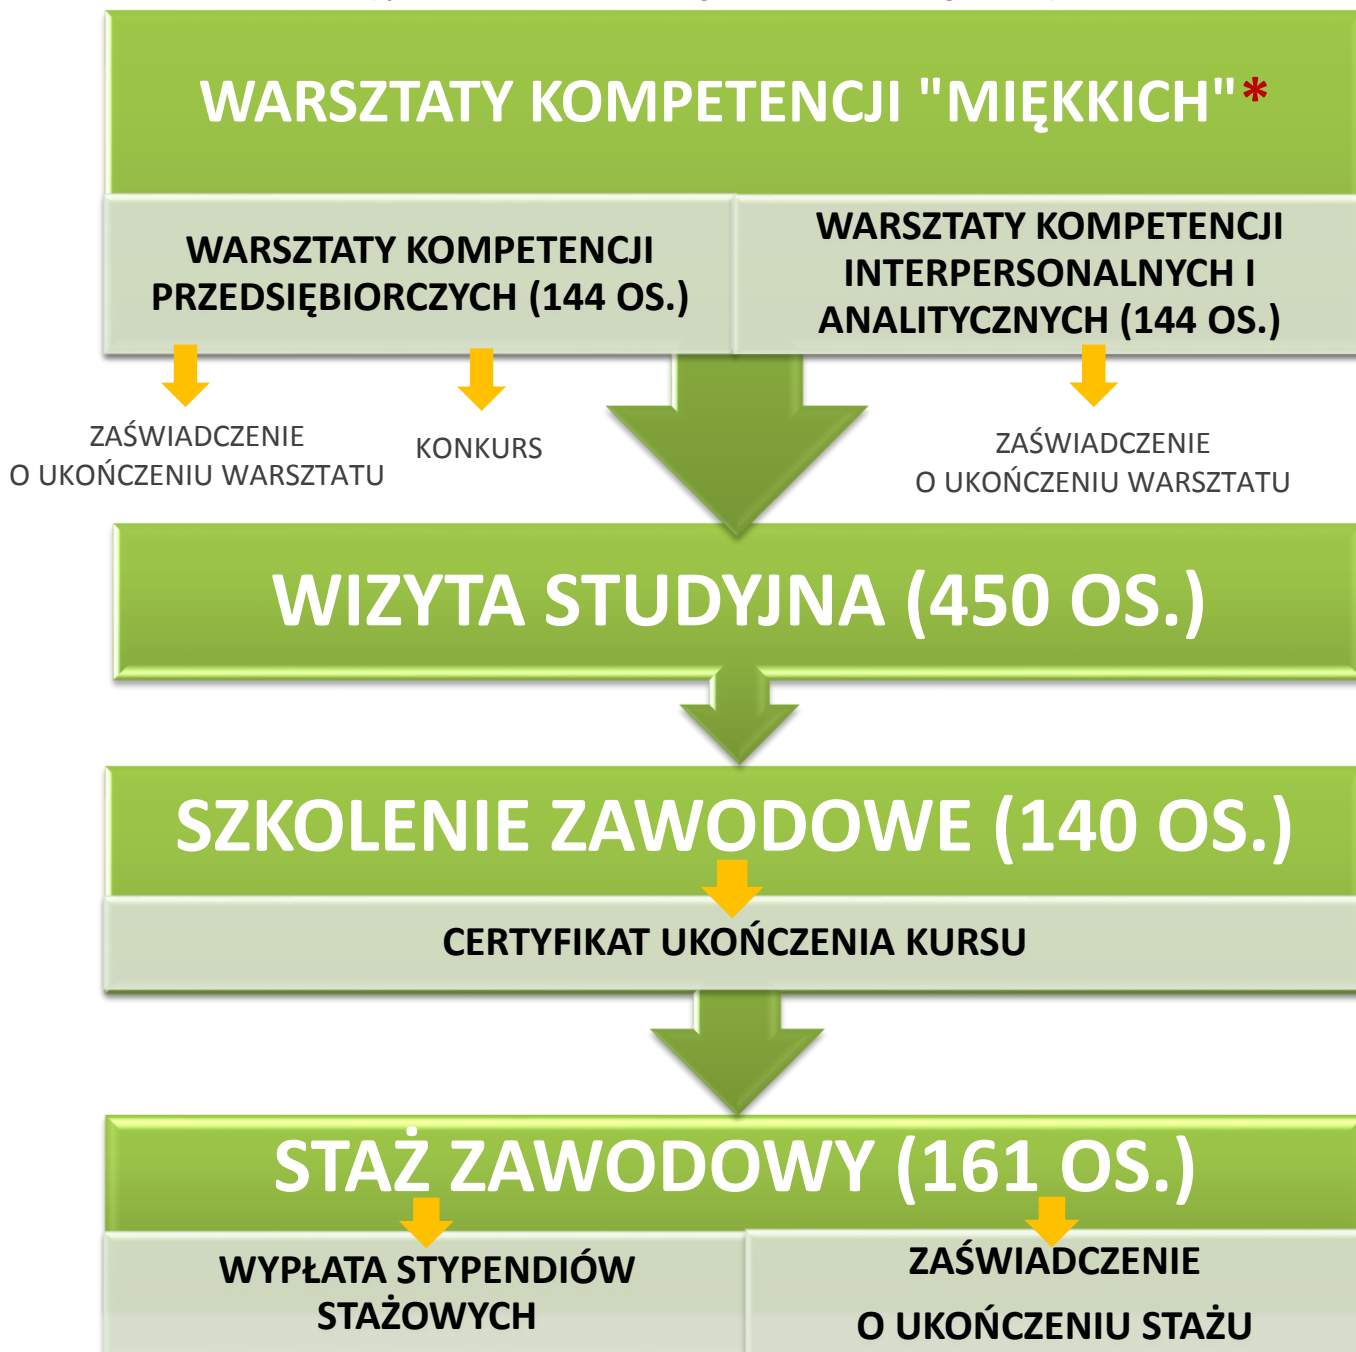 WARSZTATY KOMPETENCJI "MIĘKKICH"*
WARSZTATY KOMPETENCJI
PRZEDSIĘBIORCZYCH (144 OS.)
WARSZTATY KOMPETENCJI
INTERPERSONALNYCH I
ANALITYCZNYCH (144 OS.)
ZAŚWIADCZENIE
O UKOŃCZENIU WARSZTATU
KONKURS
ZAŚWIADCZENIE
O UKOŃCZENIU WARSZTATU
WIZYTA STUDYJNA (450 OS.)
SZKOLENIE ZAWODOWE (140 OS.)
CERTYFIKAT UKOŃCZENIA KURSU
STAŻ ZAWODOWY (161 OS.)
WYPŁATA STYPENDIÓW
STAŻOWYCH
ZAŚWIADCZENIE
O UKOŃCZENIU STAŻU